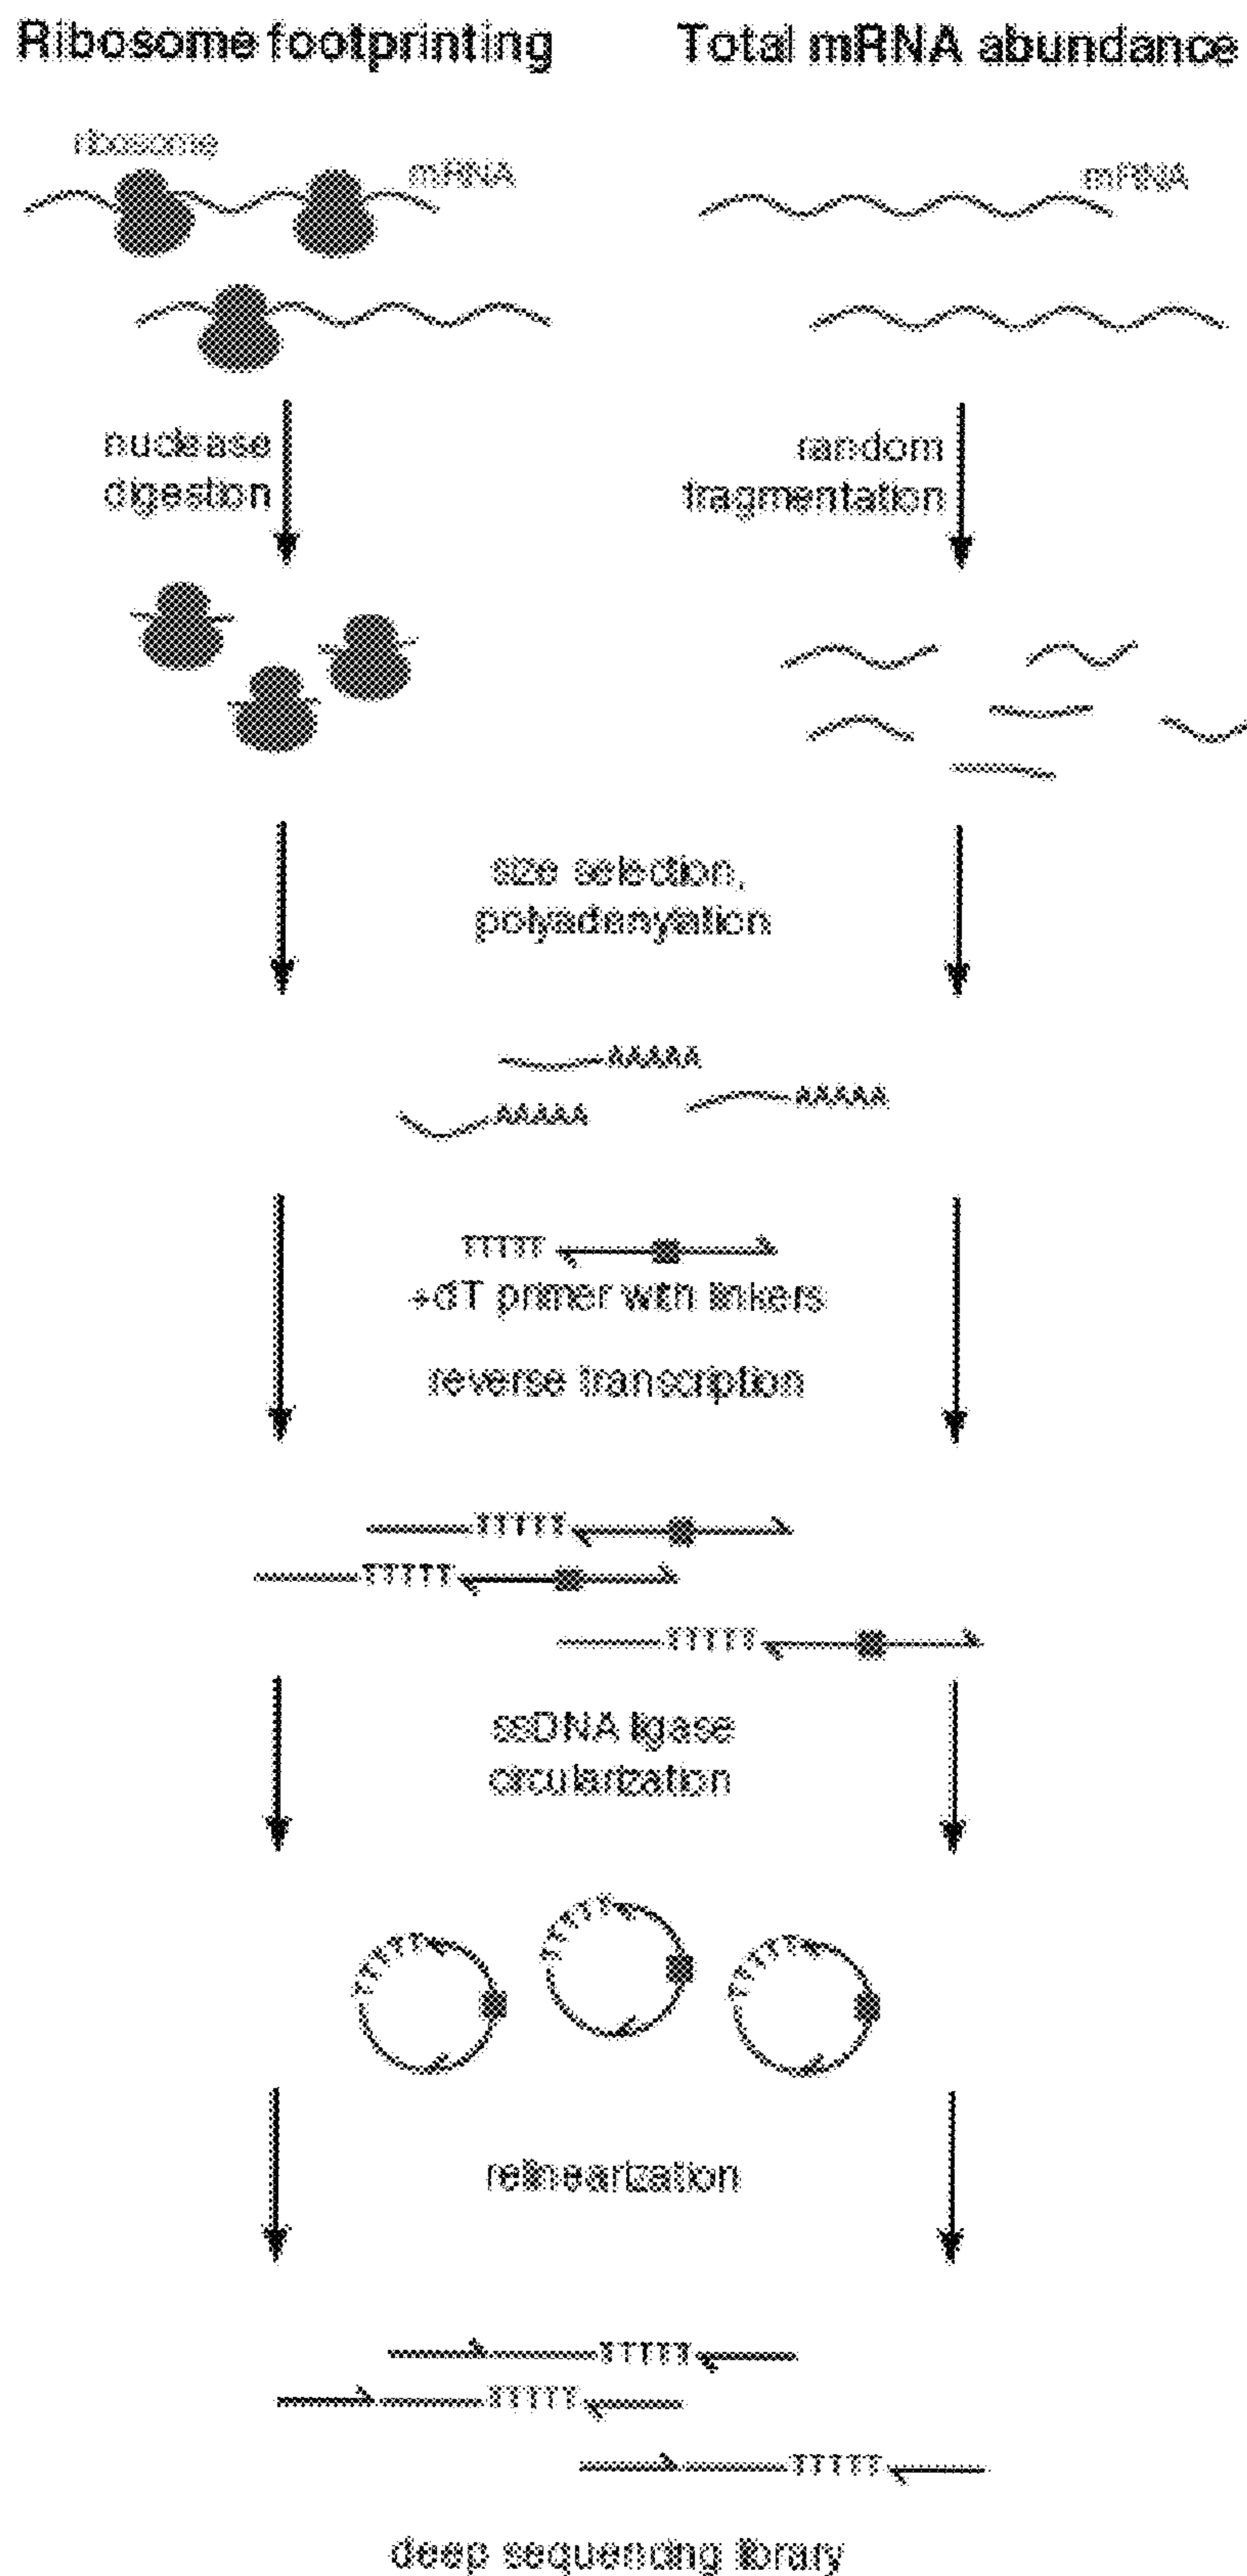 Ribosome footprinting
Total mRNA abundance
ribosome
mRNA
mRNA
nuclease
digestion
random
fragmentation
size selection,
polyadenylation
AAAAA
AAAAA
AAAAA
TTTTT
+dT primer with linkers
reverse transcription
TTTTT
TTTTT
TTTTT
ssDNA ligase
circularization
TTTTT
TTTTT
TTTTT
relinearization
TTTTT
TTTTT
TTTTT
deep sequencing library